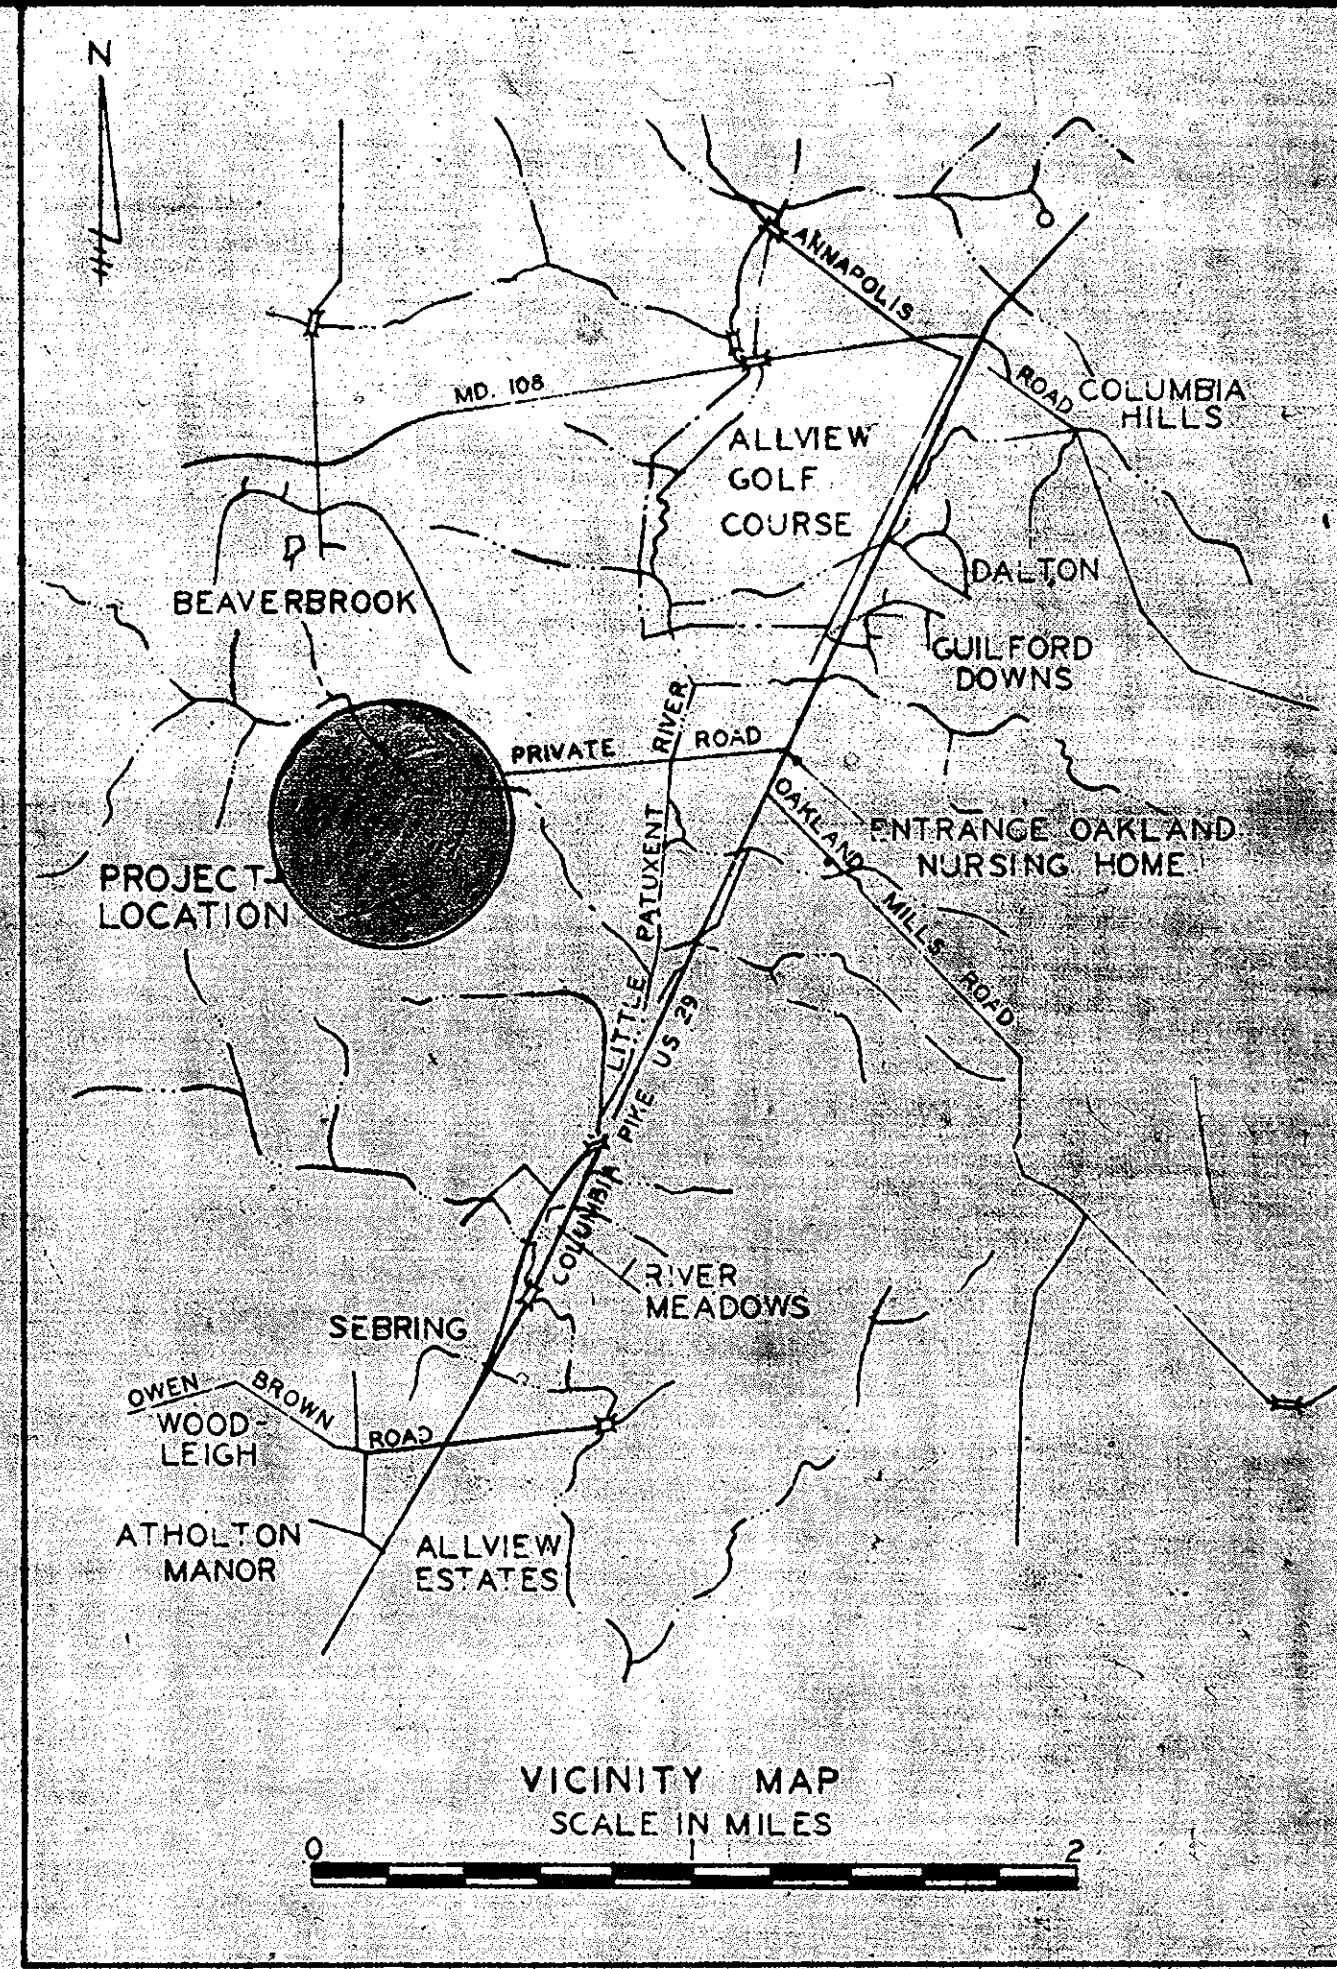 N
ANNAPOLIS
ROAD
COLUMBIA
HILLS
MD. 108
ALLVIEW
GOLF
COURSE
DALTON
BEAVERBROOK
GUILFORD
DOWNS
PRIVATE ROAD
LITTLE PATUXENT RIVER
OAKLAND MILLS ROAD
ENTRANCE OAKLAND
NURSING HOME
PROJECT
LOCATION
COLUMBIA PIKE US 29
RIVER
MEADOWS
SEBRING
OWEN BROWN ROAD
WOOD-
LEIGH
ATHOLTON
MANOR
ALLVIEW
ESTATES
VICINITY MAP
SCALE IN MILES
0 1 2